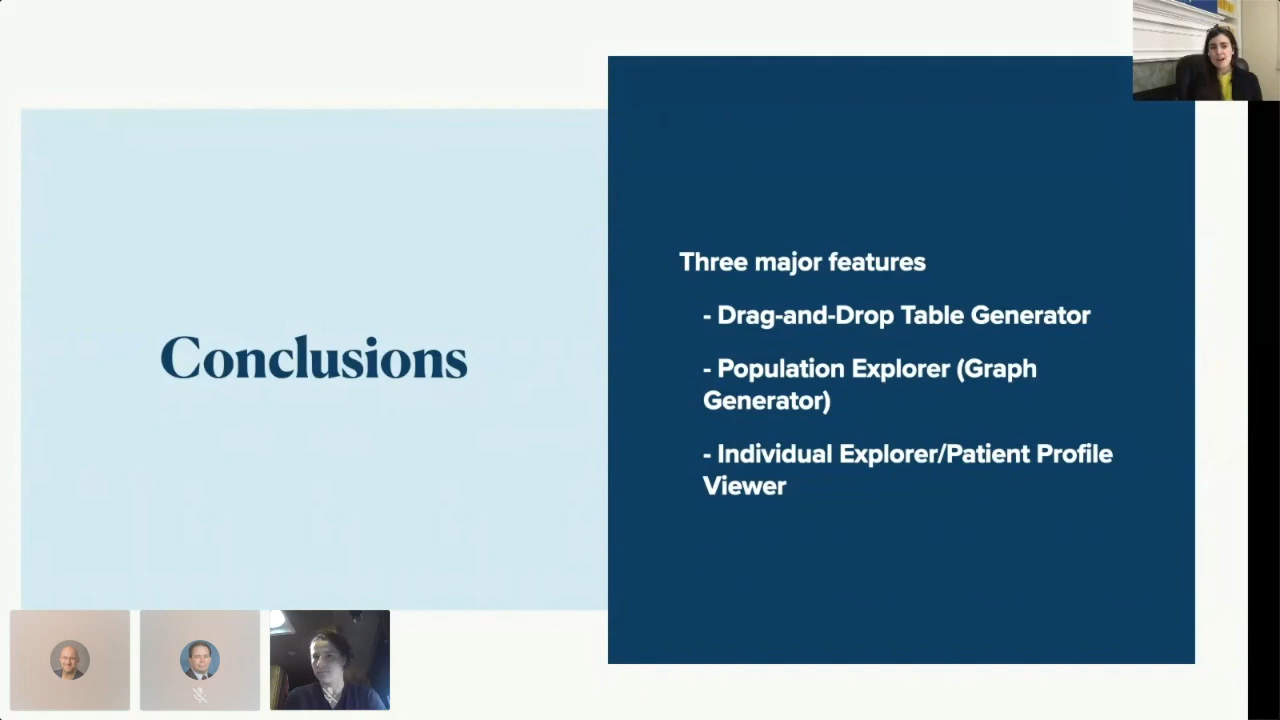 Conclusions
Three major features
- Drag-and-Drop Table Generator
- Population Explorer (Graph
Generator)
- Individual Explorer/Patient Profile
Viewer